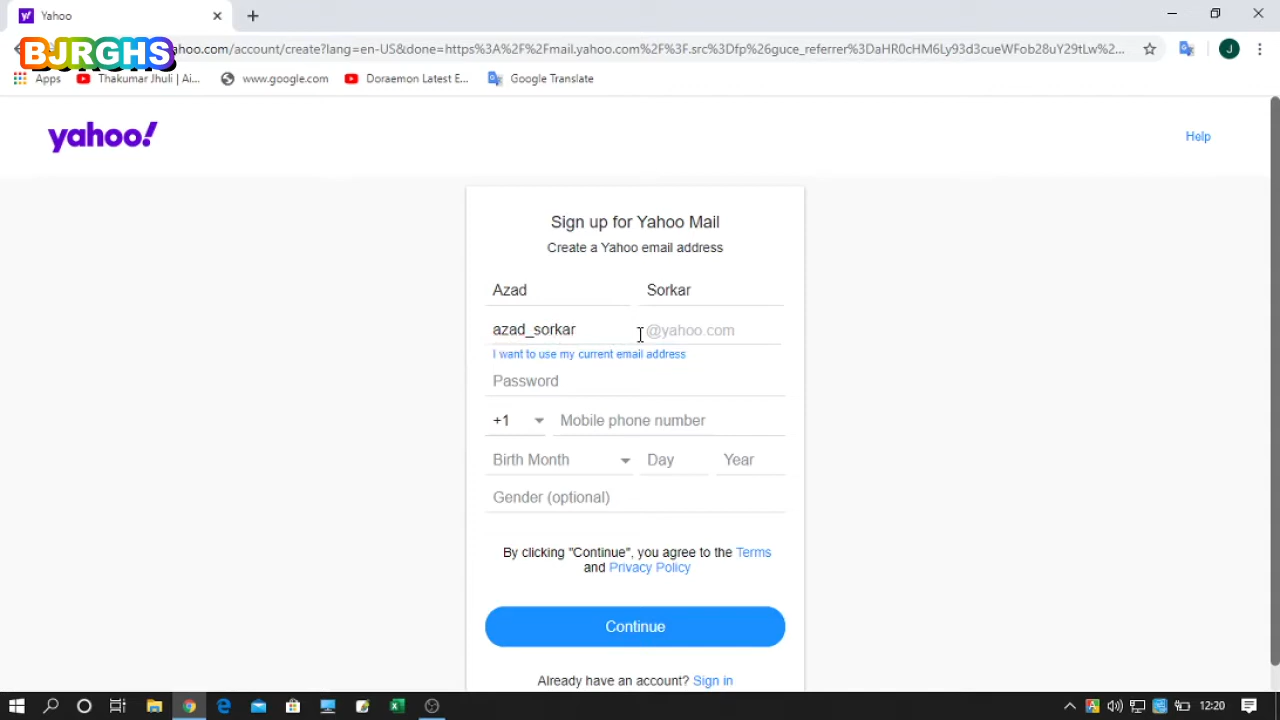 Yahoo
BJRGHS
ahoo.com/account/create?lang=en-US&done=https%3A%2F%2Fmail.yahoo.com%2F%3F.src%3Dfp%26guce_referrer%3DaHR0cHM6Ly93d3cueWFob28uY29tLw%2...
J
Apps
Thakumar Jhuli | Ai...
www.google.com
Doraemon Latest E...
Google Translate
yahoo!
Help
Sign up for Yahoo Mail
Create a Yahoo email address
Azad Sorkar
azad_sorkar @yahoo.com
I want to use my current email address
Password
+1 Mobile phone number
Birth Month Day Year
Gender (optional)
By clicking "Continue", you agree to the Terms
and Privacy Policy
Continue
Already have an account? Sign in
12:20